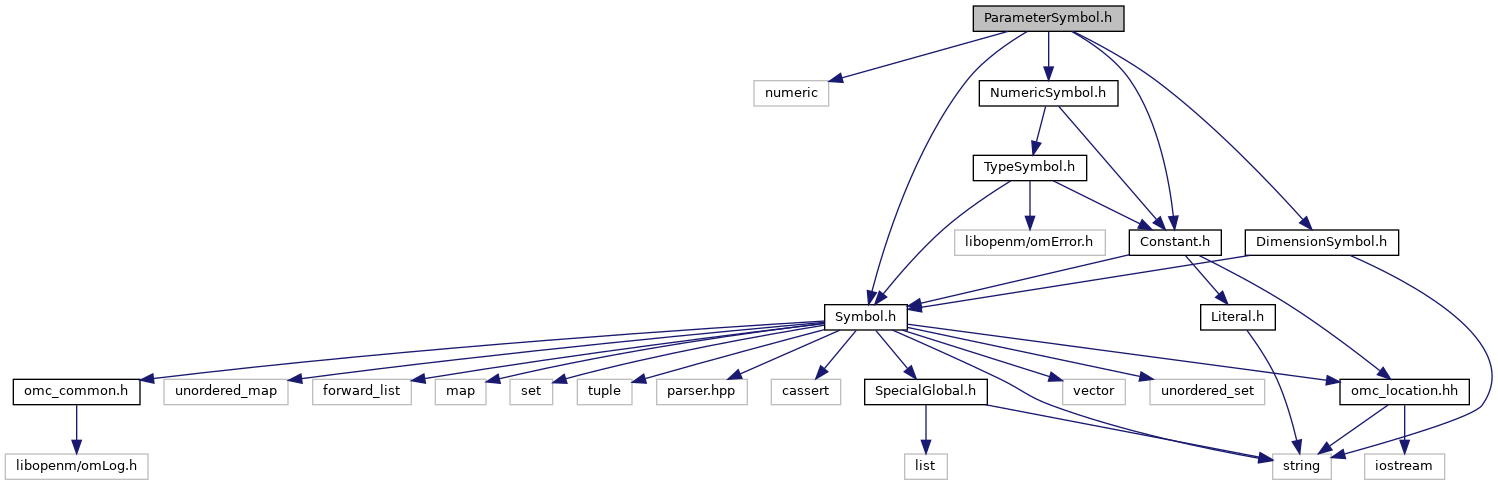 ParameterSymbol.h
numeric
NumericSymbol.h
TypeSymbol.h
libopenm/omError.h
Constant.h
DimensionSymbol.h
Symbol.h
Literal.h
omc_common.h
unordered_map
forward_list
map
set
tuple
parser.hpp
cassert
SpecialGlobal.h
vector
unordered_set
omc_location.hh
libopenm/omLog.h
list
string
iostream